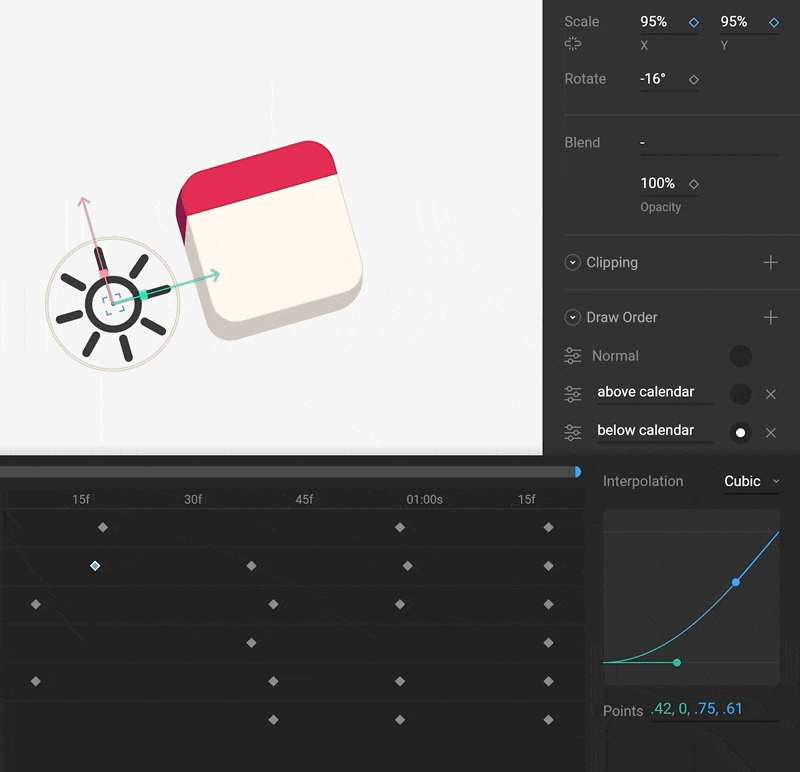 Scale 95% 95%
X Y
Rotate -16°
Blend -
100%
Opacity
Clipping
Draw Order
Normal
above calendar
below calendar
15f 30f 45f 01:00s 15f
Interpolation Cubic
Points .42, 0, .75, .61